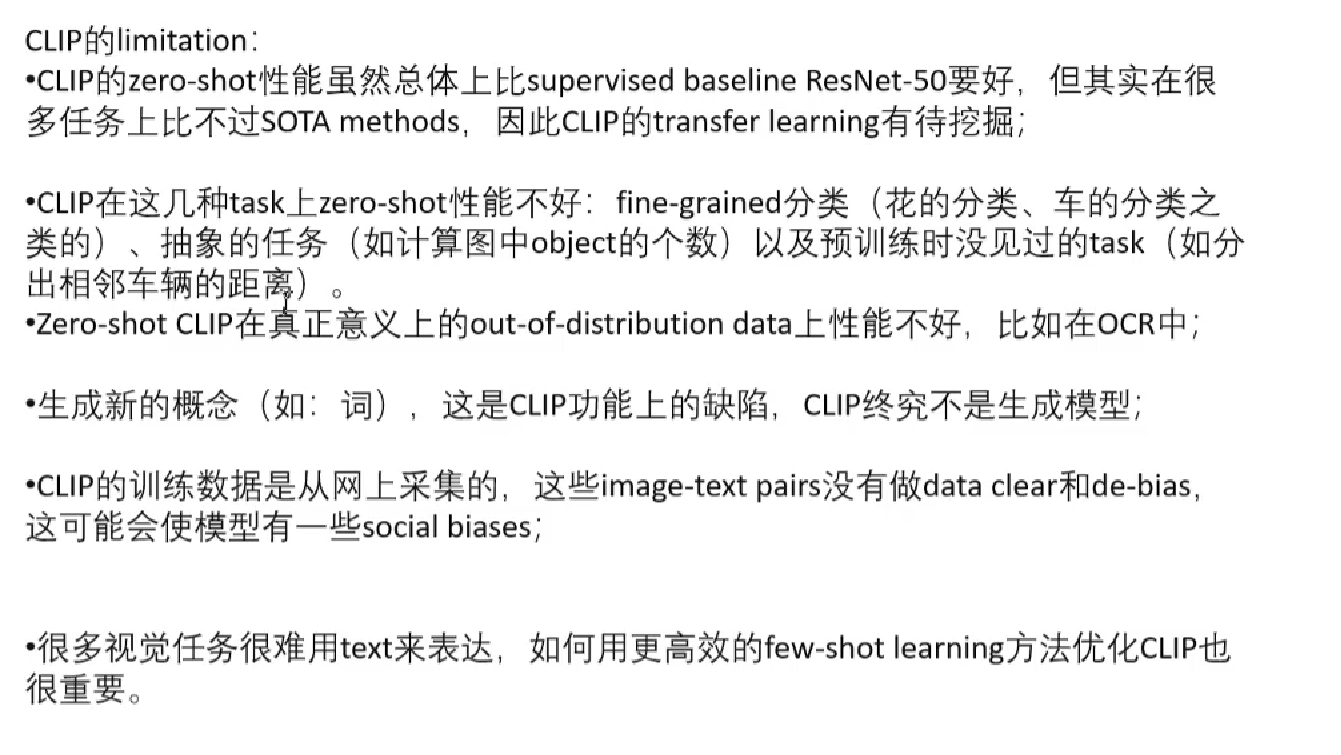 CLIP的limitation：
•CLIP的zero-shot性能虽然总体上比supervised baseline ResNet-50要好，但其实在很
多任务上比不过SOTA methods，因此CLIP的transfer learning有待挖掘；
•CLIP在这几种task上zero-shot性能不好：fine-grained分类（花的分类、车的分类之
类的）、抽象的任务（如计算图中object的个数）以及预训练时没见过的task（如分
出相邻车辆的距离）。
•Zero-shot CLIP在真正意义上的out-of-distribution data上性能不好，比如在OCR中；
•生成新的概念（如：词），这是CLIP功能上的缺陷，CLIP终究不是生成模型；
•CLIP的训练数据是从网上采集的，这些image-text pairs没有做data clear和de-bias，
这可能会使模型有一些social biases；
•很多视觉任务很难用text来表达，如何用更高效的few-shot learning方法优化CLIP也
很重要。